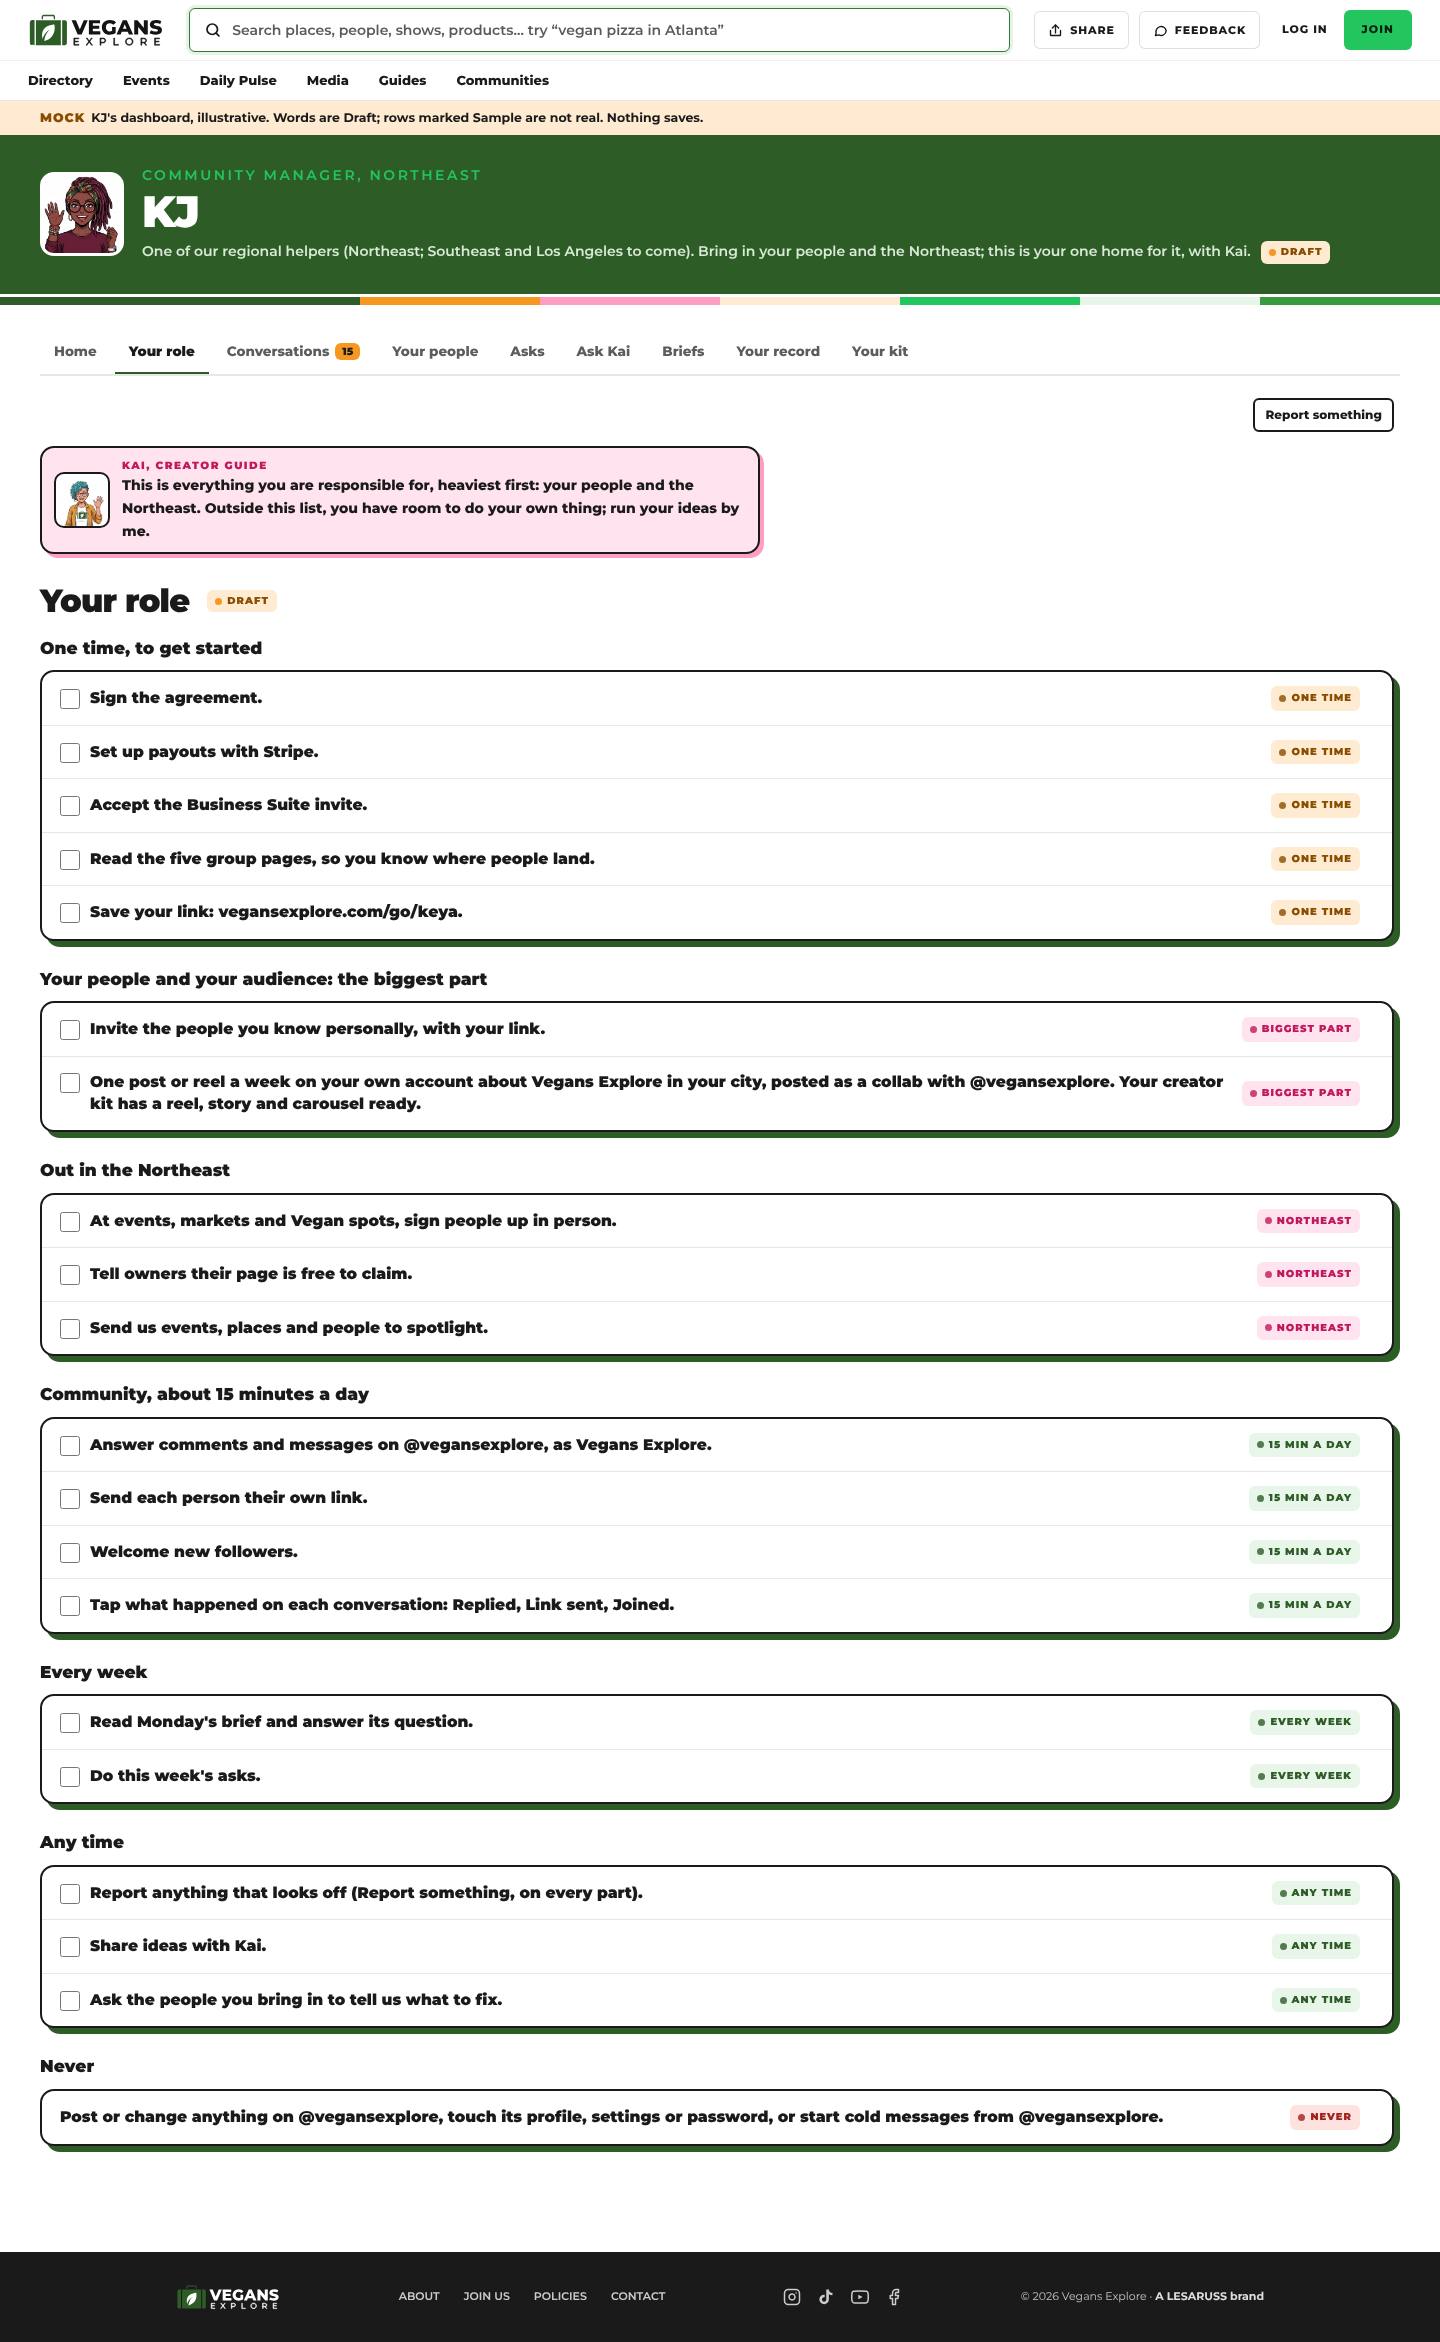 VEGANS
EXPLORE
Search places, people, shows, products... try “vegan pizza in Atlanta”
SHARE
FEEDBACK
LOG IN
JOIN
Directory
Events
Daily Pulse
Media
Guides
Communities
MOCK KJ's dashboard, illustrative. Words are Draft; rows marked Sample are not real. Nothing saves.
COMMUNITY MANAGER, NORTHEAST
KJ
One of our regional helpers (Northeast; Southeast and Los Angeles to come). Bring in your people and the Northeast; this is your one home for it, with Kai.
DRAFT
Home
Your role
Conversations 15
Your people
Asks
Ask Kai
Briefs
Your record
Your kit
Report something
KAI, CREATOR GUIDE
This is everything you are responsible for, heaviest first: your people and the
Northeast. Outside this list, you have room to do your own thing; run your ideas by
me.
Your role
DRAFT
One time, to get started
Sign the agreement.
ONE TIME
Set up payouts with Stripe.
ONE TIME
Accept the Business Suite invite.
ONE TIME
Read the five group pages, so you know where people land.
ONE TIME
Save your link: vegansexplore.com/go/keya.
ONE TIME
Your people and your audience: the biggest part
Invite the people you know personally, with your link.
BIGGEST PART
One post or reel a week on your own account about Vegans Explore in your city, posted as a collab with @vegansexplore. Your creator
kit has a reel, story and carousel ready.
BIGGEST PART
Out in the Northeast
At events, markets and Vegan spots, sign people up in person.
NORTHEAST
Tell owners their page is free to claim.
NORTHEAST
Send us events, places and people to spotlight.
NORTHEAST
Community, about 15 minutes a day
Answer comments and messages on @vegansexplore, as Vegans Explore.
15 MIN A DAY
Send each person their own link.
15 MIN A DAY
Welcome new followers.
15 MIN A DAY
Tap what happened on each conversation: Replied, Link sent, Joined.
15 MIN A DAY
Every week
Read Monday's brief and answer its question.
EVERY WEEK
Do this week's asks.
EVERY WEEK
Any time
Report anything that looks off (Report something, on every part).
ANY TIME
Share ideas with Kai.
ANY TIME
Ask the people you bring in to tell us what to fix.
ANY TIME
Never
Post or change anything on @vegansexplore, touch its profile, settings or password, or start cold messages from @vegansexplore.
NEVER
VEGANS
EXPLORE
ABOUT
JOIN US
POLICIES
CONTACT
© 2026 Vegans Explore · A LESARUSS brand